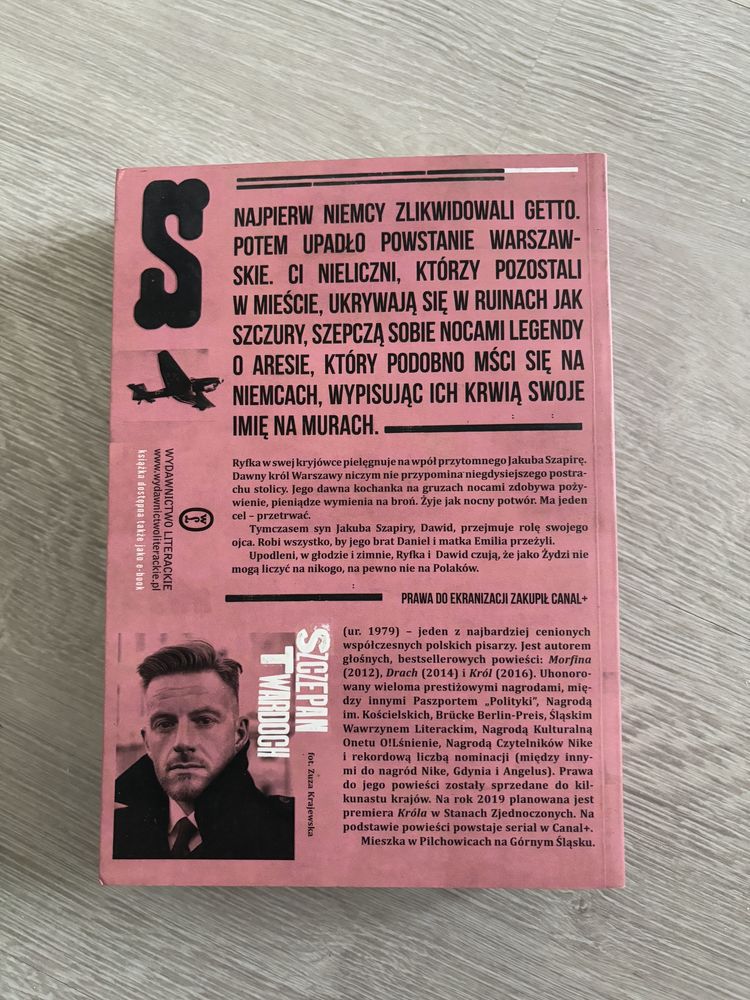 S
NAJPIERW NIEMCY ZLIKWIDOWALI GETTO.
POTEM UPADŁO POWSTANIE WARSZAW-
SKIE. CI NIELICZNI, KTÓRZY POZOSTALI
W MIEŚCIE, UKRYWAJĄ SIĘ W RUINACH JAK
SZCZURY, SZEPCZĄ SOBIE NOCAMI LEGENDY
O ARESIE, KTÓRY PODOBNO MŚCI SIĘ NA
NIEMCACH, WYPISUJĄC ICH KRWIĄ SWOJE
IMIĘ NA MURACH.
WYDAWNICTWO LITERACKIE
www.wydawnictwoliterackie.pl
książka dostępna także jako e-book
Ryfka w swej kryjówce pielęgnuje na wpół przytomnego Jakuba Szapirę.
Dawny król Warszawy niczym nie przypomina niegdysiejszego postra-
chu stolicy. Jego dawna kochanka na gruzach nocami zdobywa poży-
wienie, pieniądze wymienia na broń. Żyje jak nocny potwór. Ma jeden
cel – przetrwać.
Tymczasem syn Jakuba Szapiry, Dawid, przejmuje rolę swojego
ojca. Robi wszystko, by jego brat Daniel i matka Emilia przeżyli.
Upodleni, w głodzie i zimnie, Ryfka i Dawid czują, że jako Żydzi nie
mogą liczyć na nikogo, na pewno nie na Polaków.
PRAWA DO EKRANIZACJI ZAKUPIŁ CANAL+
SZCZEPAN
TWARDOCH
fot. Zuza Krajewska
(ur. 1979) – jeden z najbardziej cenionych
współczesnych polskich pisarzy. Jest autorem
głośnych, bestsellerowych powieści: Morfina
(2012), Drach (2014) i Król (2016). Uhonoro-
wany wieloma prestiżowymi nagrodami, mię-
dzy innymi Paszportem „Polityki”, Nagrodą
im. Kościelskich, Brücke Berlin-Preis, Śląskim
Wawrzynem Literackim, Nagrodą Kulturalną
Onetu O!Lśnienie, Nagrodą Czytelników Nike
i rekordową liczbą nominacji (między inny-
mi do nagród Nike, Gdynia i Angelus). Prawa
do jego powieści zostały sprzedane do kil-
kunastu krajów. Na rok 2019 planowana jest
premiera Króla w Stanach Zjednoczonych. Na
podstawie powieści powstaje serial w Canal+.
Mieszka w Pilchowicach na Górnym Śląsku.